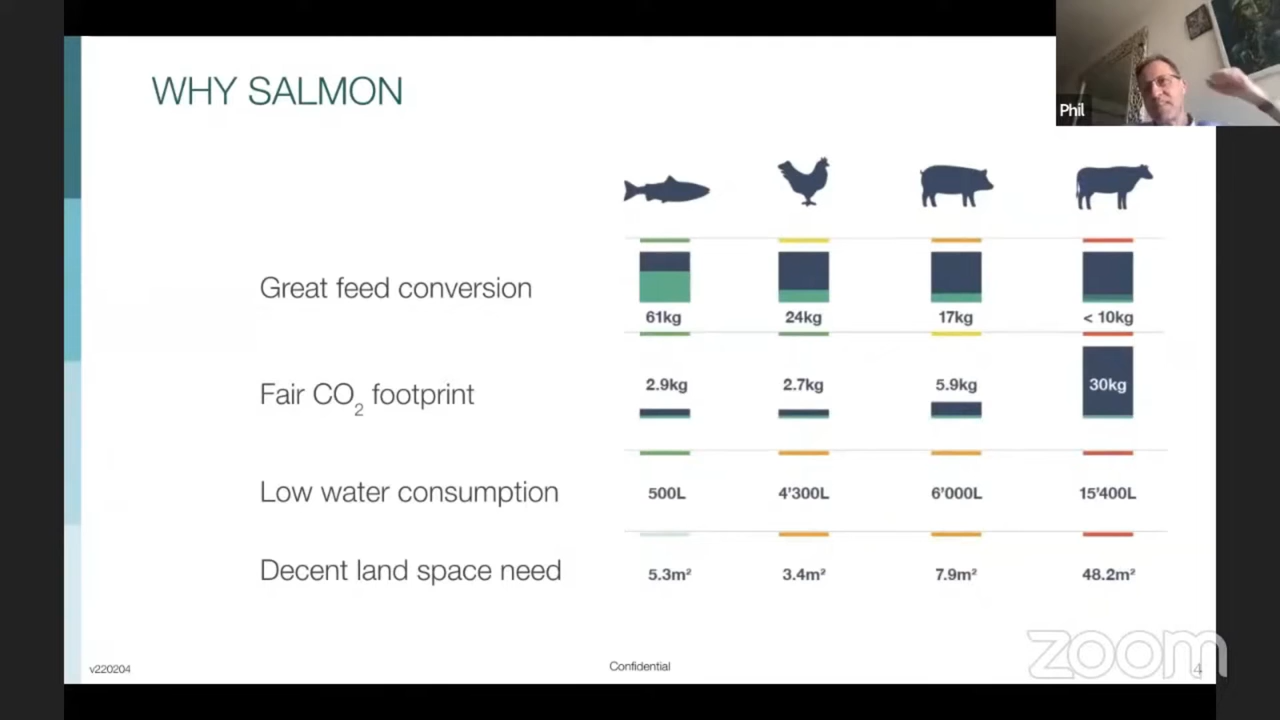 WHY SALMON
Phil
Great feed conversion
61kg
24kg
17kg
< 10kg
Fair CO₂ footprint
2.9kg
2.7kg
5.9kg
30kg
Low water consumption
500L
4'300L
6'000L
15'400L
Decent land space need
5.3m²
3.4m²
7.9m²
48.2m²
v220204
Confidential
4
zoom